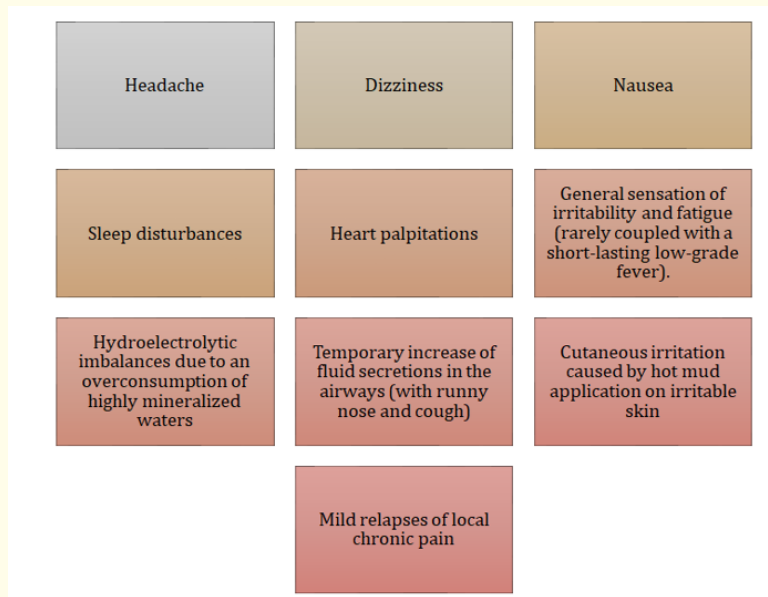 Headache
Dizziness
Nausea
Sleep disturbances
Heart palpitations
General sensation of
irritability and fatigue
(rarely coupled with a
short-lasting low-grade
fever).
Hydroelectrolytic
imbalances due to an
overconsumption of
highly mineralized
waters
Temporary increase of
fluid secretions in the
airways (with runny
nose and cough)
Cutaneous irritation
caused by hot mud
application on irritable
skin
Mild relapses of local
chronic pain